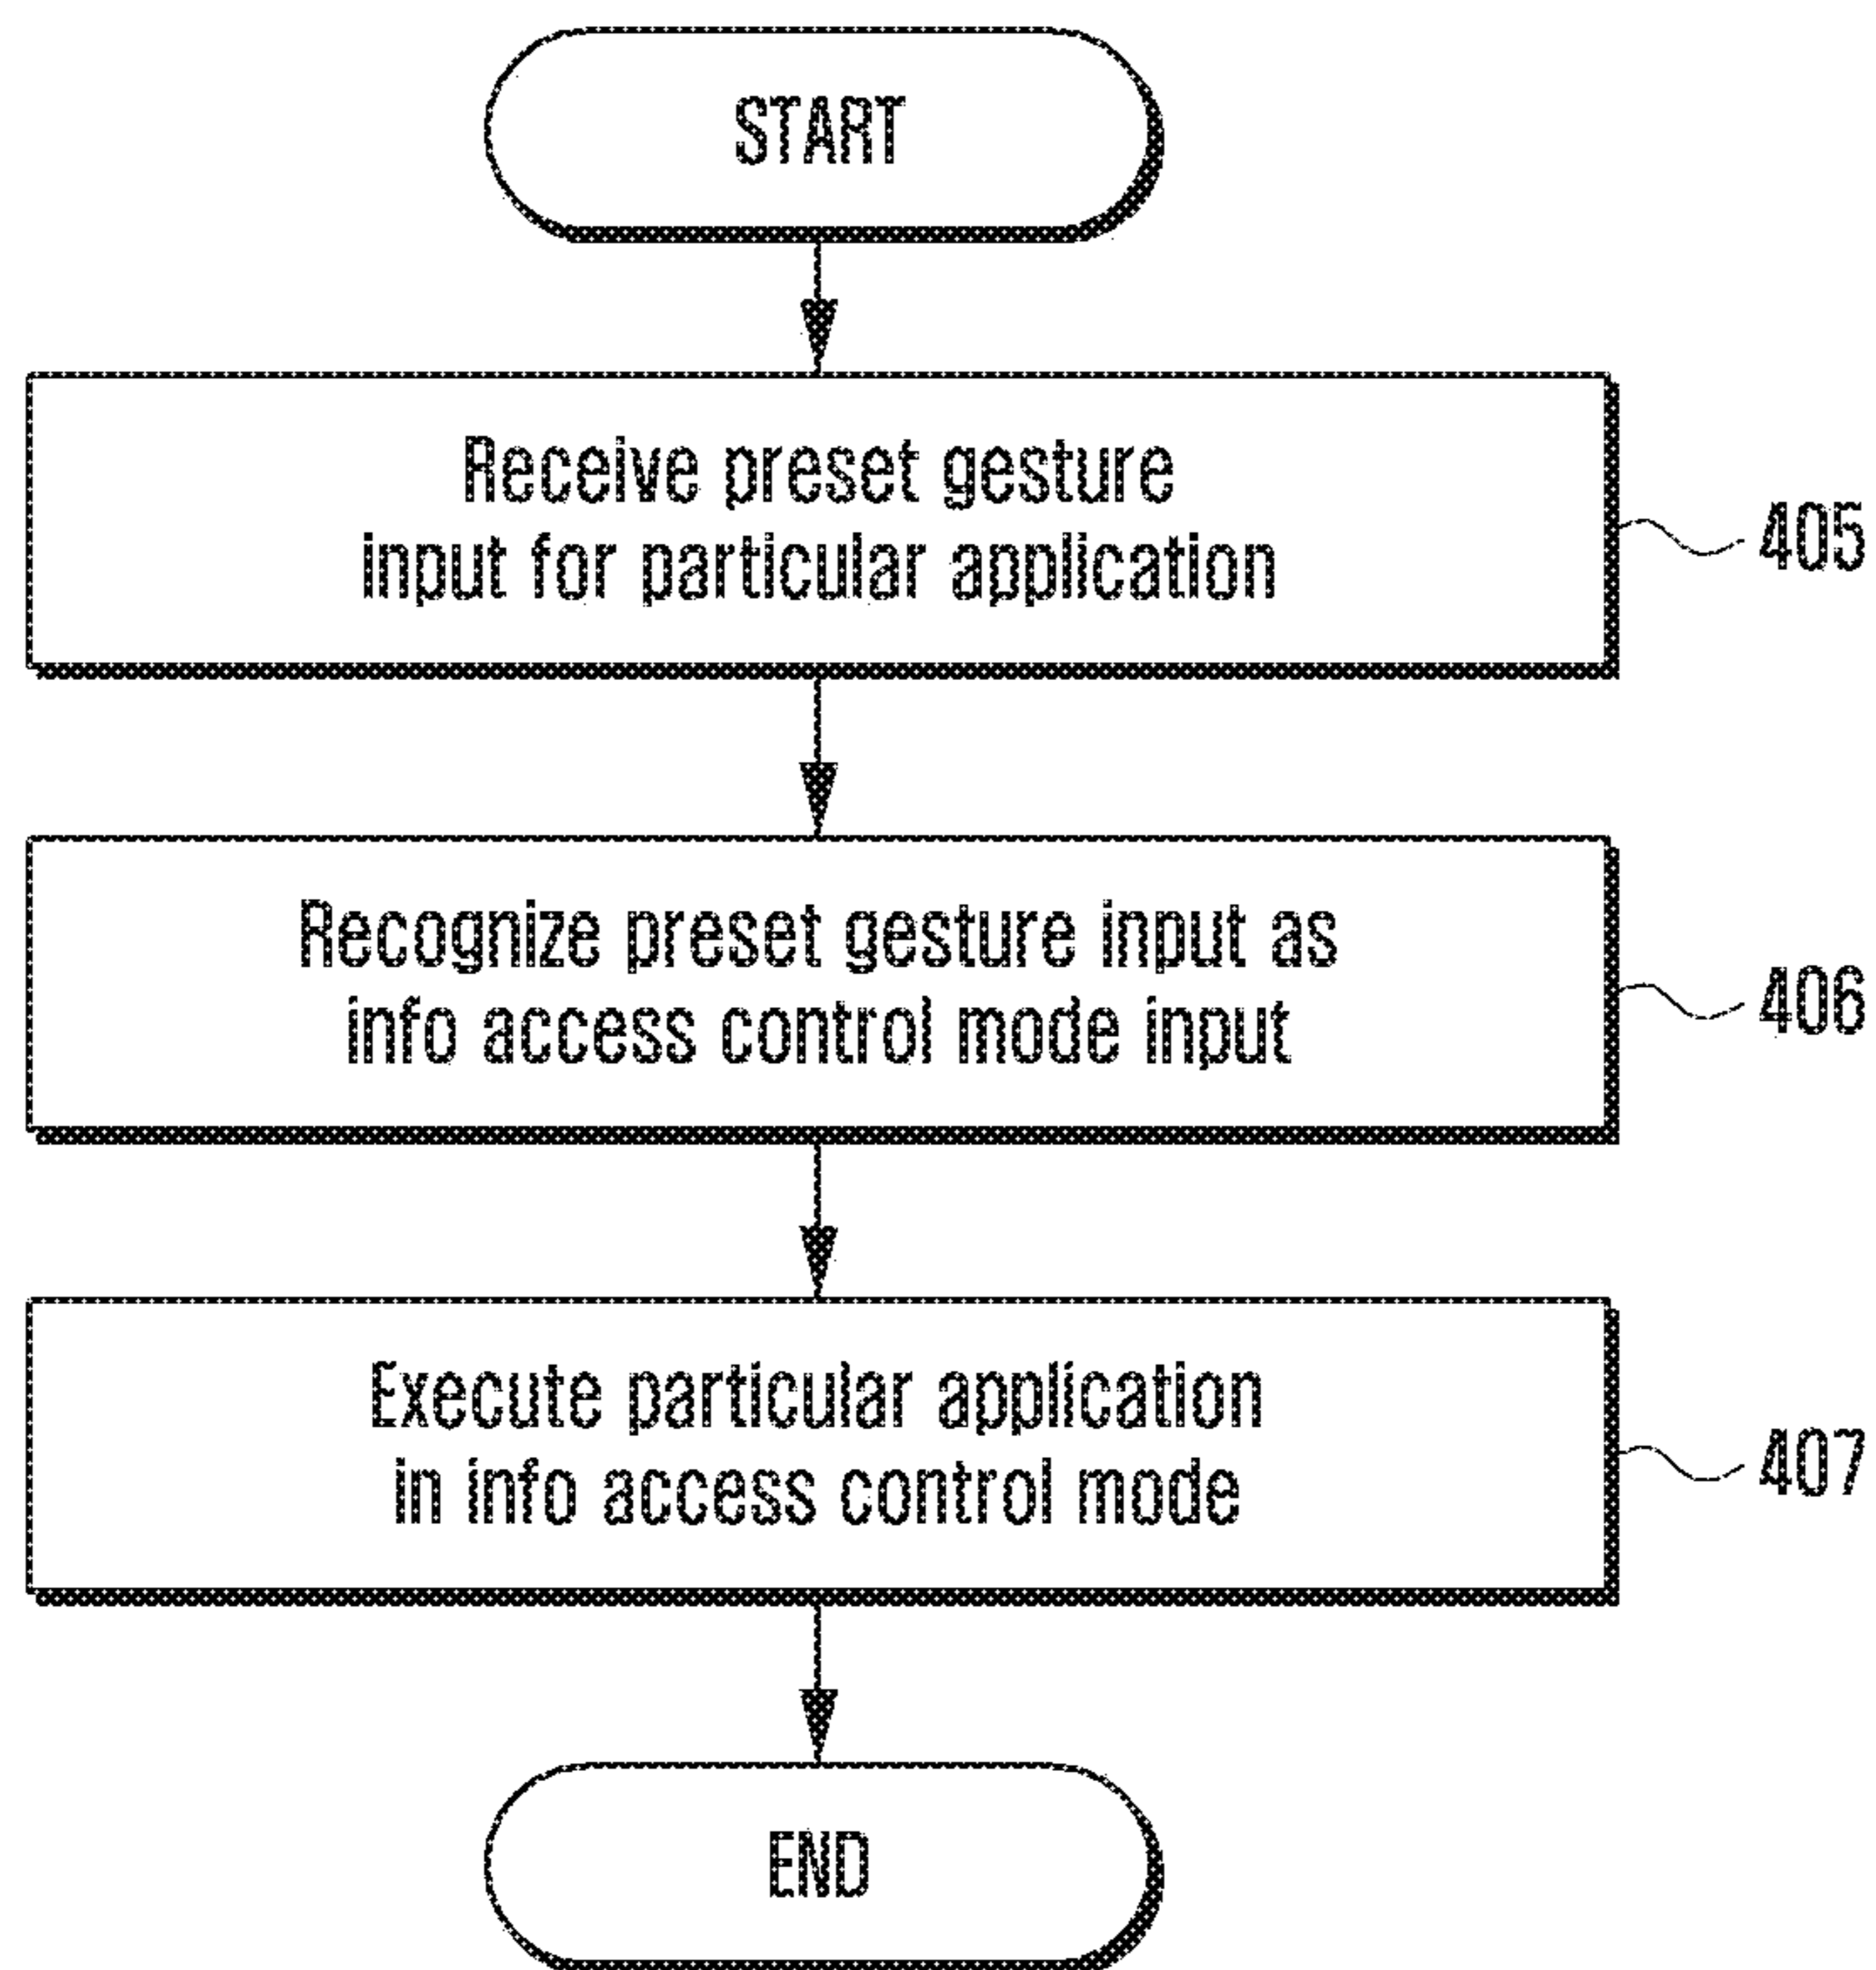 START
Receive preset gesture
input for particular application
405
Recognize preset gesture input as
info access control mode input
406
Execute particular application
in info access control mode
407
END